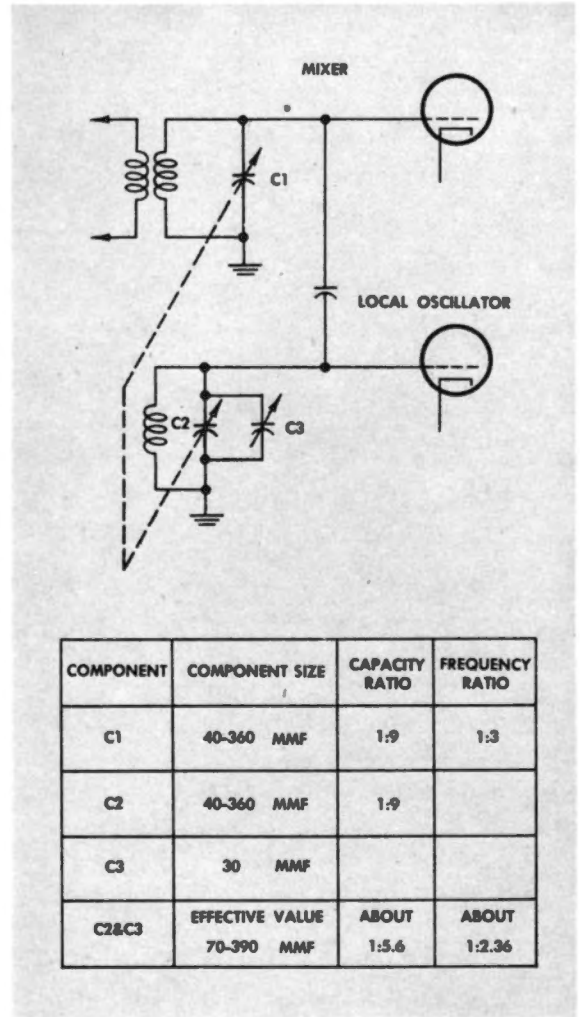 MIXER
C1
LOCAL OSCILLATOR
C2
C3
COMPONENT COMPONENT SIZE CAPACITY RATIO FREQUENCY RATIO
C1 40-360 MMF 1:9 1:3
C2 40-360 MMF 1:9
C3 30 MMF
C2&C3 EFFECTIVE VALUE 70-390 MMF ABOUT 1:5.6 ABOUT 1:2.36